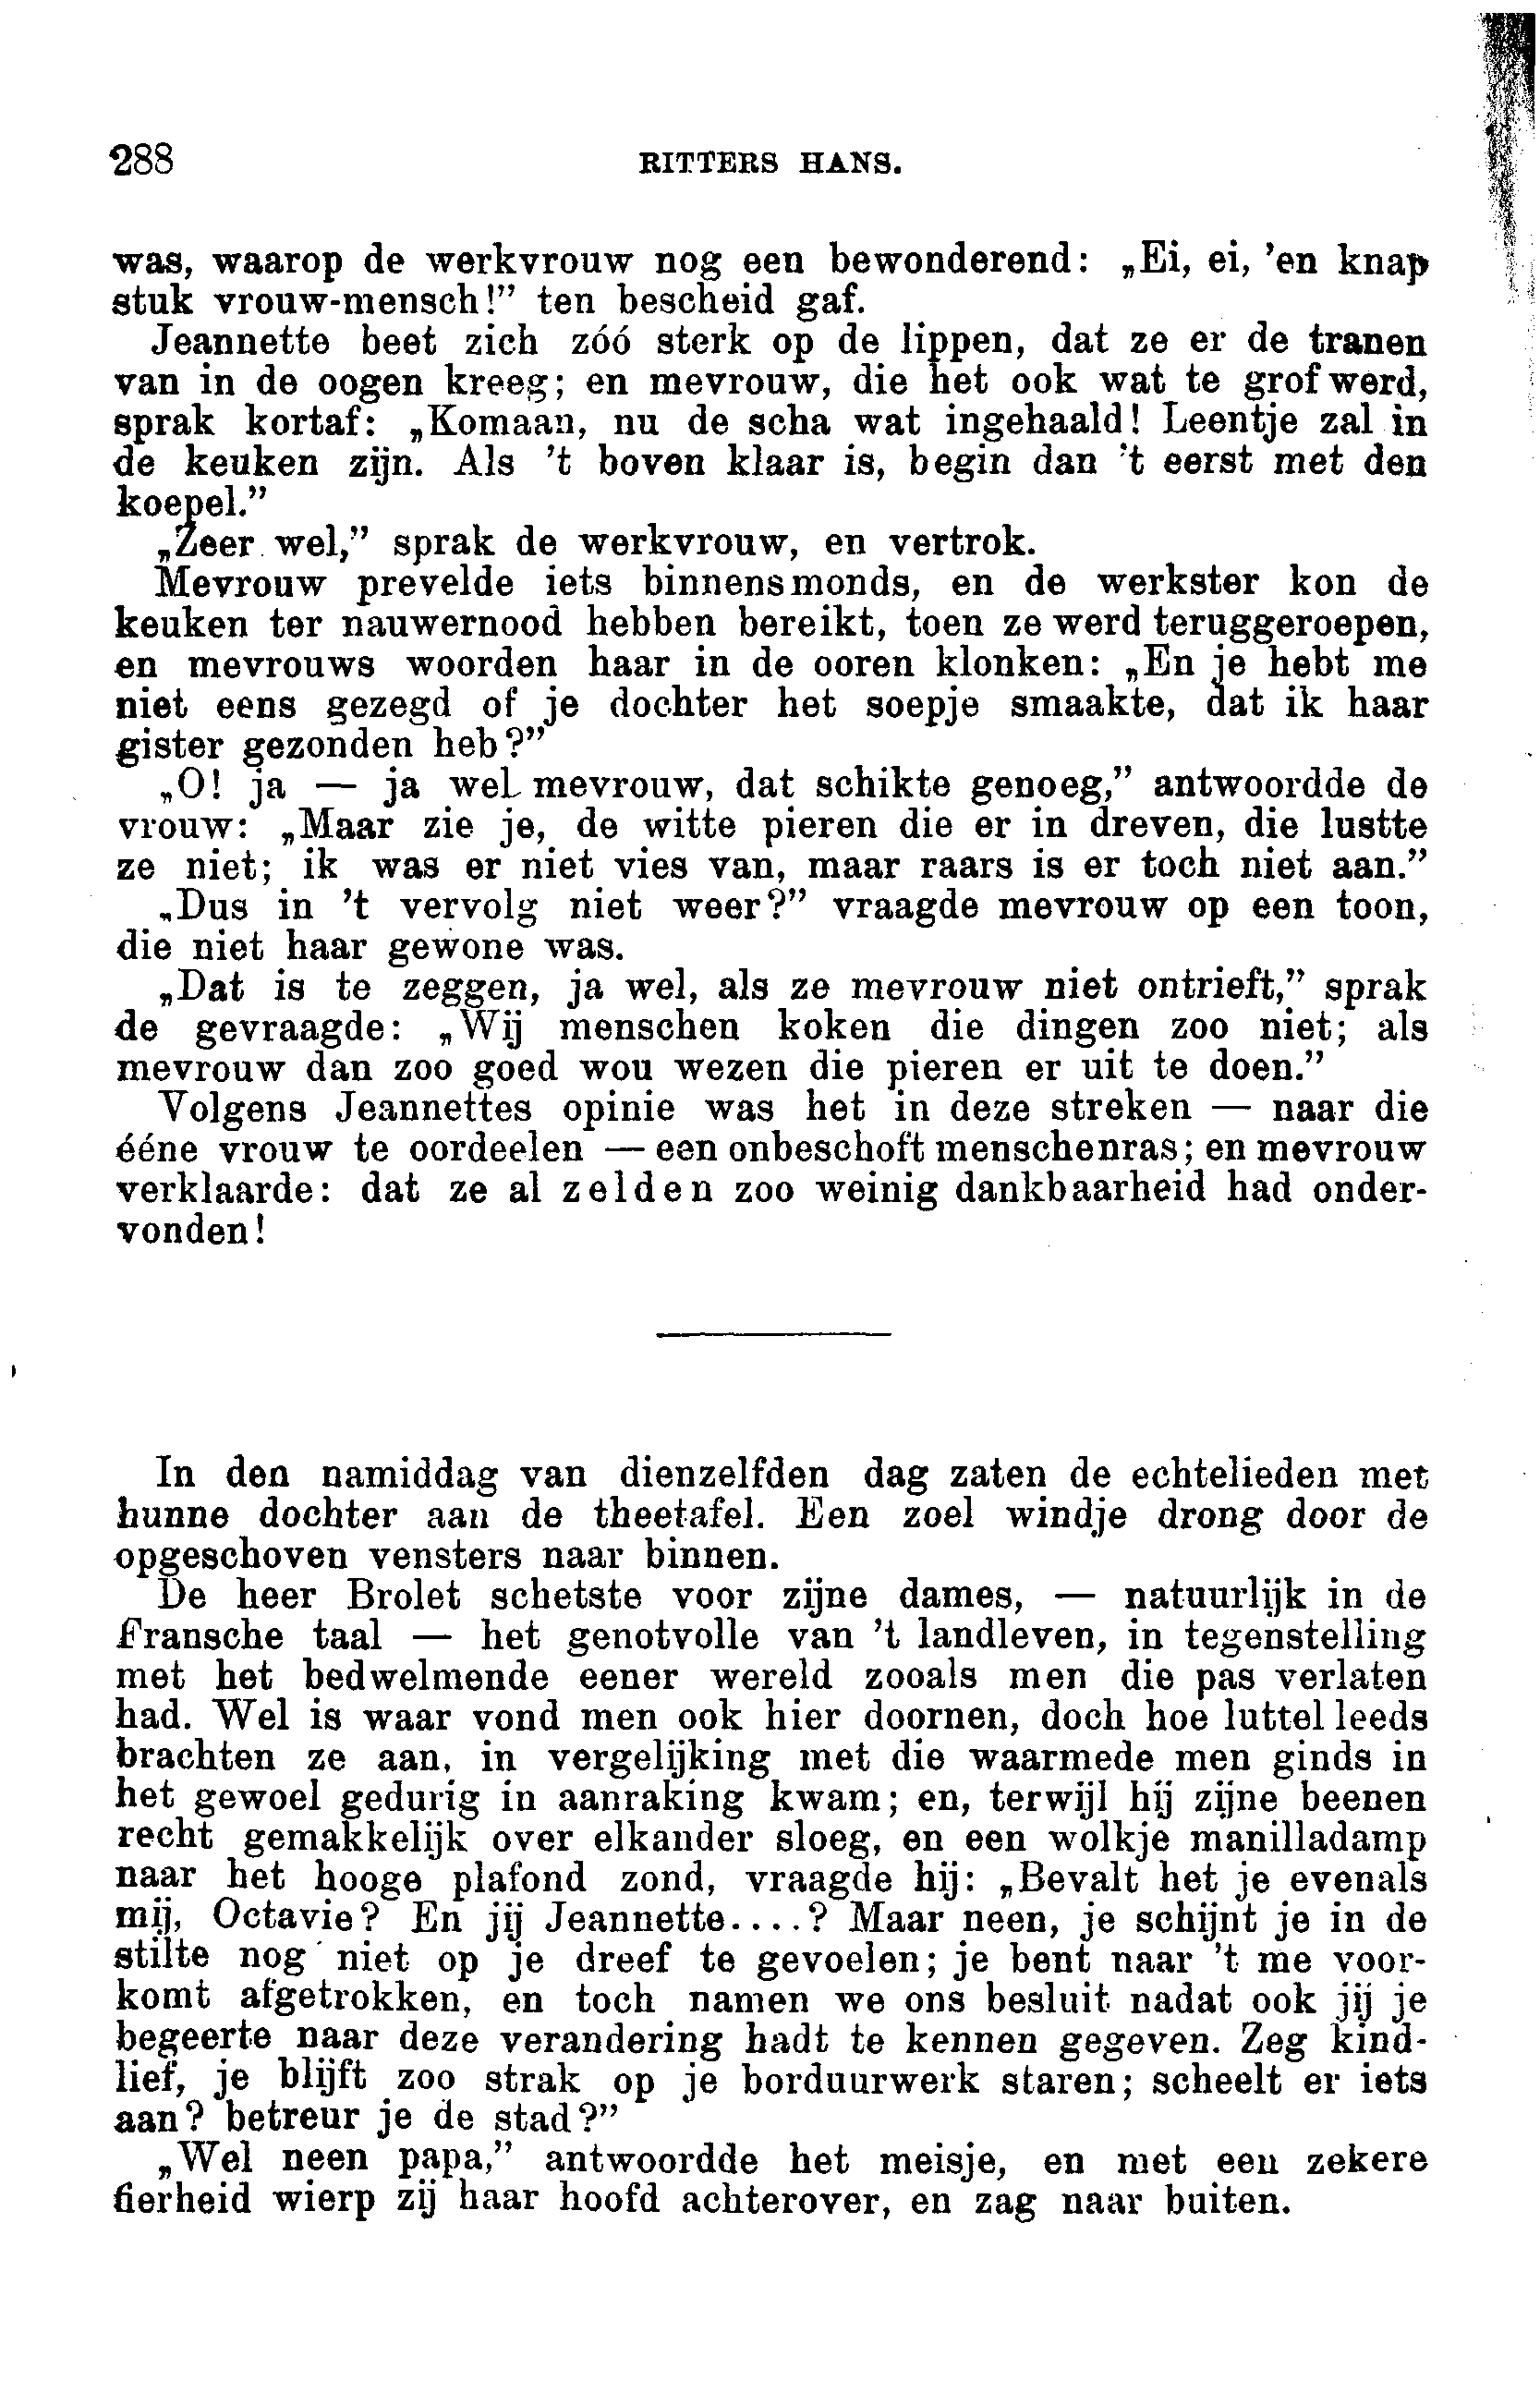 288 RITTERS HANS.
was, waarop de werkvrouw nog een bewonderend: „Ei, ei, ’en knap
stuk vrouw-mensch!” ten bescheid gaf.
Jeannette beet zich zóó sterk op de lippen, dat ze er de tranen
van in de oogen kreeg; en mevrouw, die het ook wat te grof werd,
sprak kortaf: „Komaan, nu de scha wat ingehaald! Leentje zal in
de keuken zijn. Als ’t boven klaar is, begin dan ’t eerst met den
koepel.”
„Zeer wel,” sprak de werkvrouw, en vertrok.
Mevrouw prevelde iets binnensmonds, en de werkster kon de
keuken ter nauwernood hebben bereikt, toen ze werd teruggeroepen,
en mevrouws woorden haar in de ooren klonken: „En je hebt me
niet eens gezegd of je dochter het soepje smaakte, dat ik haar
gister gezonden heb?”
„O! ja — ja wel mevrouw, dat schikte genoeg,” antwoordde de
vrouw: „Maar zie je, de witte pieren die er in dreven, die lustte
ze niet; ik was er niet vies van, maar raars is er toch niet aan.”
„Dus in ’t vervolg niet weer?” vraagde mevrouw op een toon,
die niet haar gewone was.
„Dat is te zeggen, ja wel, als ze mevrouw niet ontrieft,” sprak
de gevraagde: „Wij menschen koken die dingen zoo niet; als
mevrouw dan zoo goed wou wezen die pieren er uit te doen.”
Volgens Jeannettes opinie was het in deze streken — naar die
ééne vrouw te oordeelen — een onbeschoft menschenras; en mevrouw
verklaarde: dat ze al zelden zoo weinig dankbaarheid had onder-
vonden!
In den namiddag van dienzelfden dag zaten de echtelieden met
hunne dochter aan de theetafel. Een zoel windje drong door de
opgeschoven vensters naar binnen.
De heer Brolet schetste voor zijne dames, — natuurlijk in de
Fransche taal — het genotvolle van ’t landleven, in tegenstelling
met het bedwelmende eener wereld zooals men die pas verlaten
had. Wel is waar vond men ook hier doornen, doch hoe luttel leeds
brachten ze aan, in vergelijking met die waarmede men ginds in
het gewoel gedurig in aanraking kwam; en, terwijl hij zijne beenen
recht gemakkelijk over elkander sloeg, en een wolkje manilladamp
naar het hooge plafond zond, vraagde hij: „Bevalt het je evenals
mij, Octavie? En jij Jeannette....? Maar neen, je schijnt je in de
stilte nog niet op je dreef te gevoelen; je bent naar ’t me voor-
komt afgetrokken, en toch namen we ons besluit nadat ook jij je
begeerte naar deze verandering hadt te kennen gegeven. Zeg kind-
lief, je blijft zoo strak op je borduurwerk staren; scheelt er iets
aan? betreur je de stad?”
„Wel neen papa,” antwoordde het meisje, en met een zekere
fierheid wierp zij haar hoofd achterover, en zag naar buiten.